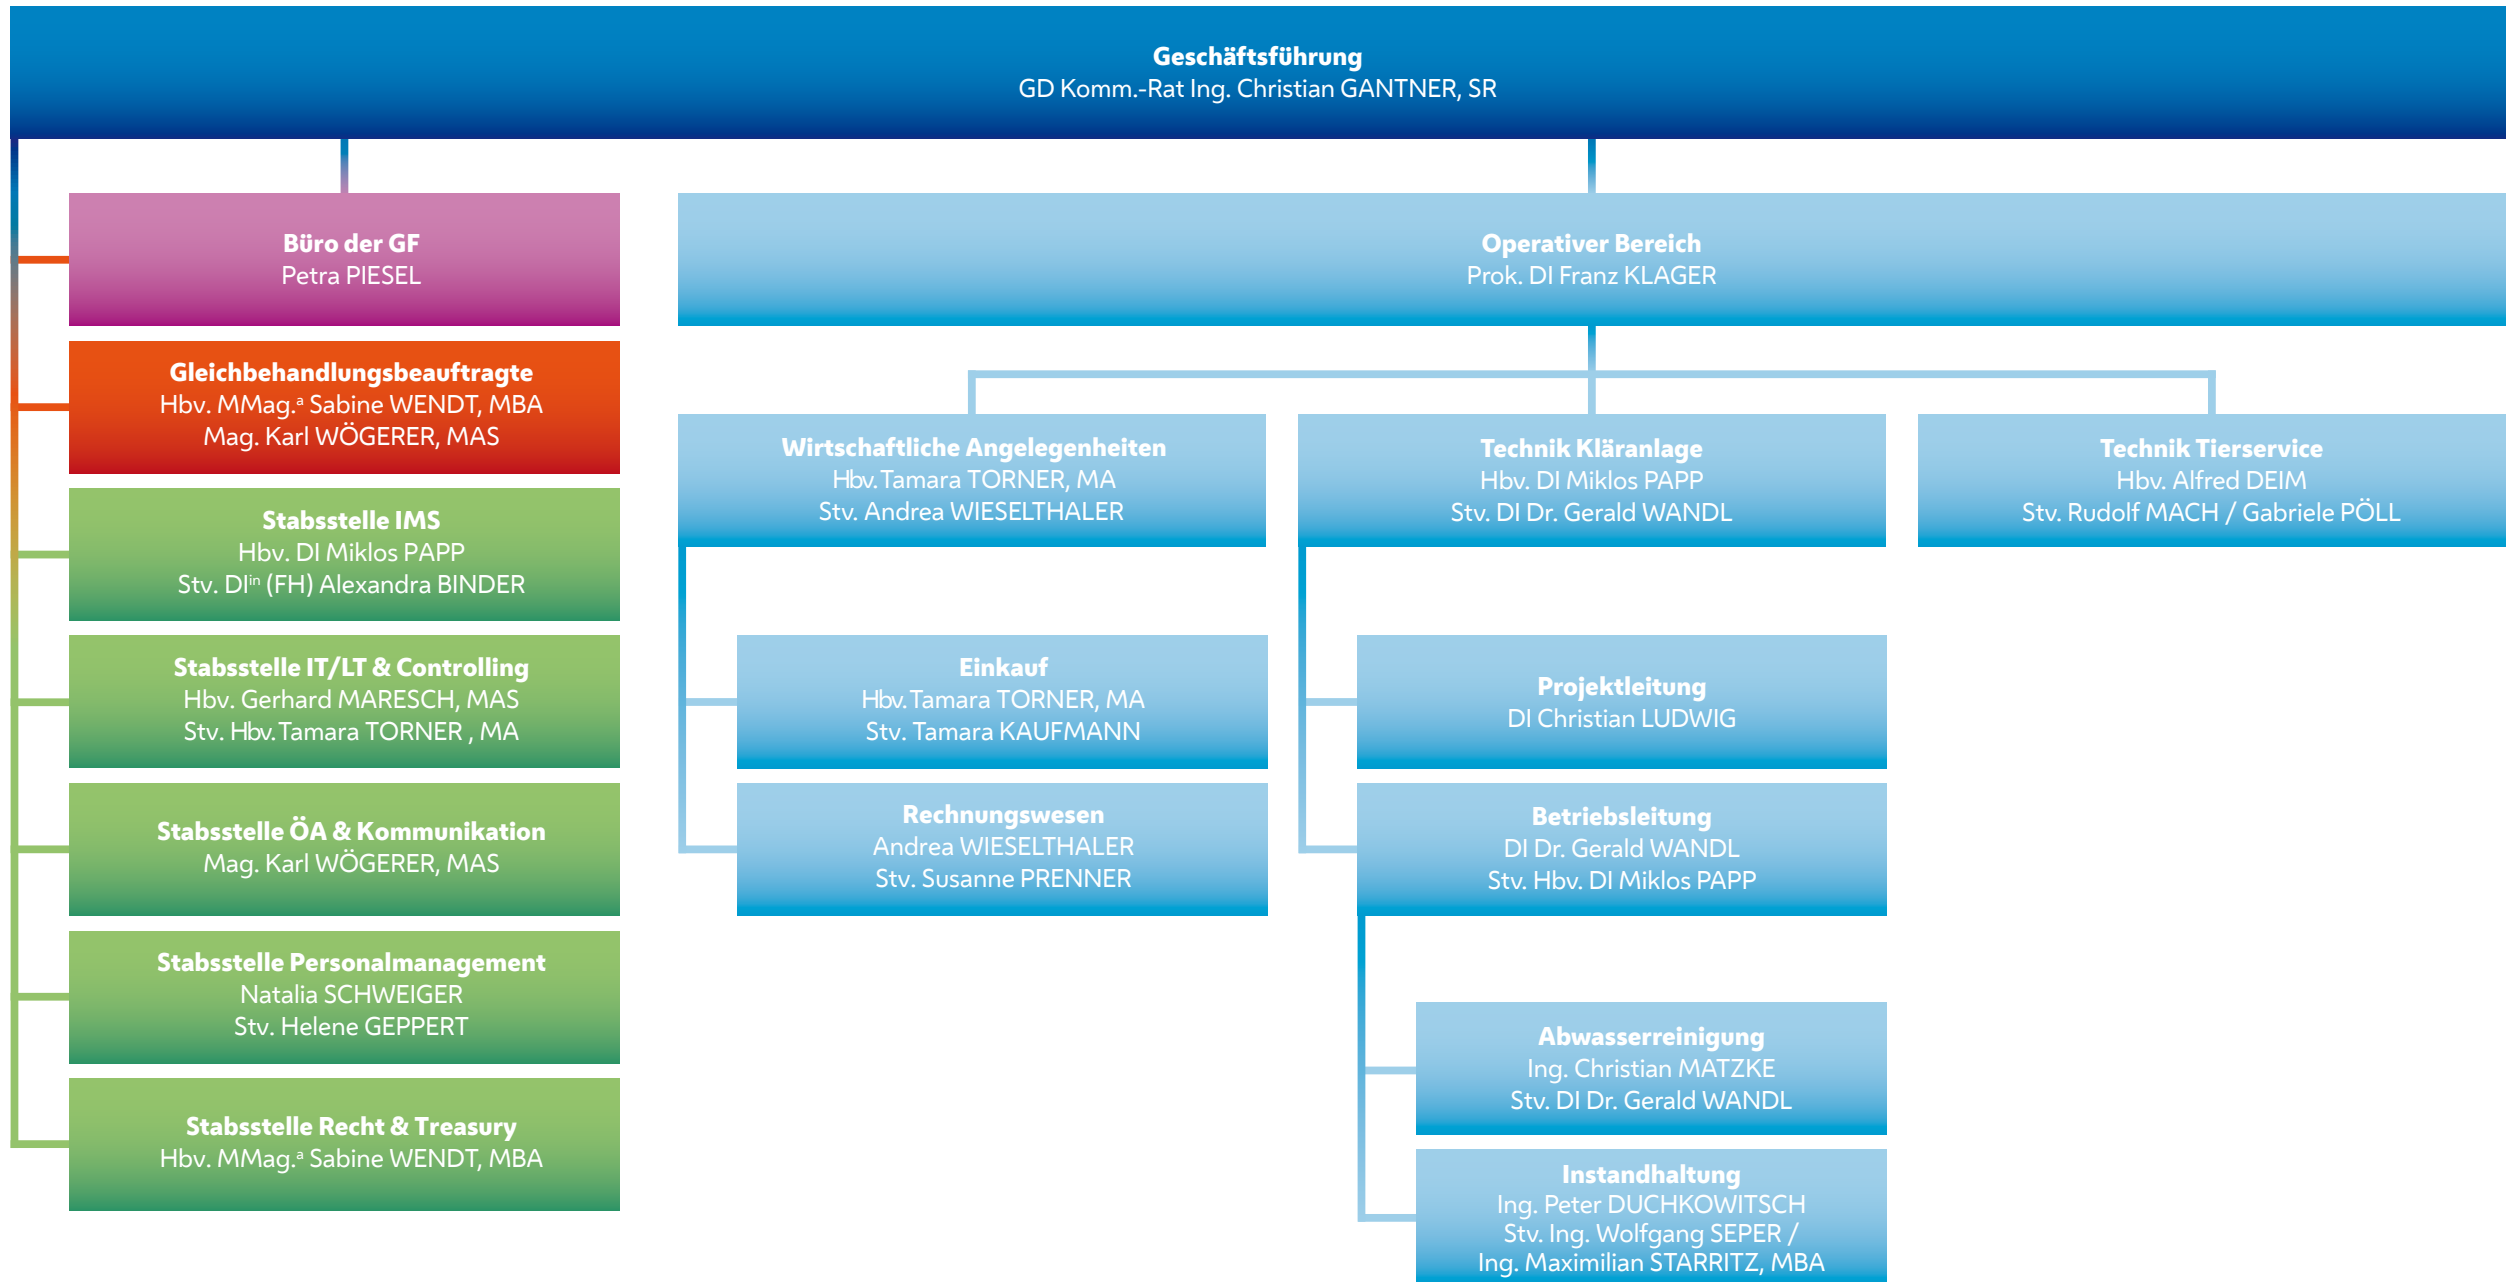 Geschäftsführung
GD Komm.-Rat Ing. Christian GANTNER, SR
Büro der GF
Petra PIESEL
Operativer Bereich
Prok. DI Franz KLAGER
Gleichbehandlungsbeauftragte
Hbv. MMag.ᵃ Sabine WENDT, MBA
Mag. Karl WÖGERER, MAS
Stabsstelle IMS
Hbv. DI Miklos PAPP
Stv. DIⁱⁿ (FH) Alexandra BINDER
Stabsstelle IT/LT & Controlling
Hbv. Gerhard MARESCH, MAS
Stv. Hbv. Tamara TORNER , MA
Stabsstelle ÖA & Kommunikation
Mag. Karl WÖGERER, MAS
Stabsstelle Personalmanagement
Natalia SCHWEIGER
Stv. Helene GEPPERT
Stabsstelle Recht & Treasury
Hbv. MMag.ᵃ Sabine WENDT, MBA
Wirtschaftliche Angelegenheiten
Hbv. Tamara TORNER, MA
Stv. Andrea WIESELTHALER
Einkauf
Hbv. Tamara TORNER, MA
Stv. Tamara KAUFMANN
Rechnungswesen
Andrea WIESELTHALER
Stv. Susanne PRENNER
Technik Kläranlage
Hbv. DI Miklos PAPP
Stv. DI Dr. Gerald WANDL
Projektleitung
DI Christian LUDWIG
Betriebsleitung
DI Dr. Gerald WANDL
Stv. Hbv. DI Miklos PAPP
Abwasserreinigung
Ing. Christian MATZKE
Stv. DI Dr. Gerald WANDL
Instandhaltung
Ing. Peter DUCHKOWITSCH
Stv. Ing. Wolfgang SEPER /
Ing. Maximilian STARRITZ, MBA
Technik Tierservice
Hbv. Alfred DEIM
Stv. Rudolf MACH / Gabriele PÖLL